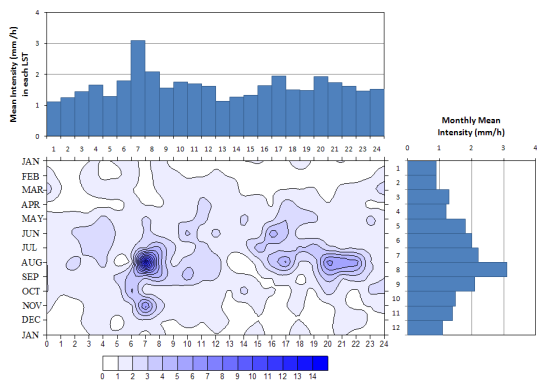 Mean Intensity (mm /h)
in each LST
4
3
2
1
0
1 2 3 4 5 6 7 8 9 10 11 12 13 14 15 16 17 18 19 20 21 22 23 24
Monthly Mean
Intensity (mm/h)
0 1 2 3 4
JAN
FEB
MAR
APR
MAY
JUN
JUL
AUG
SEP
OCT
NOV
DEC
JAN
0 1 2 3 4 5 6 7 8 9 10 11 12 13 14 15 16 17 18 19 20 21 22 23 24
1
2
3
4
5
6
7
8
9
10
11
12
0 1 2 3 4 5 6 7 8 9 10 11 12 13 14